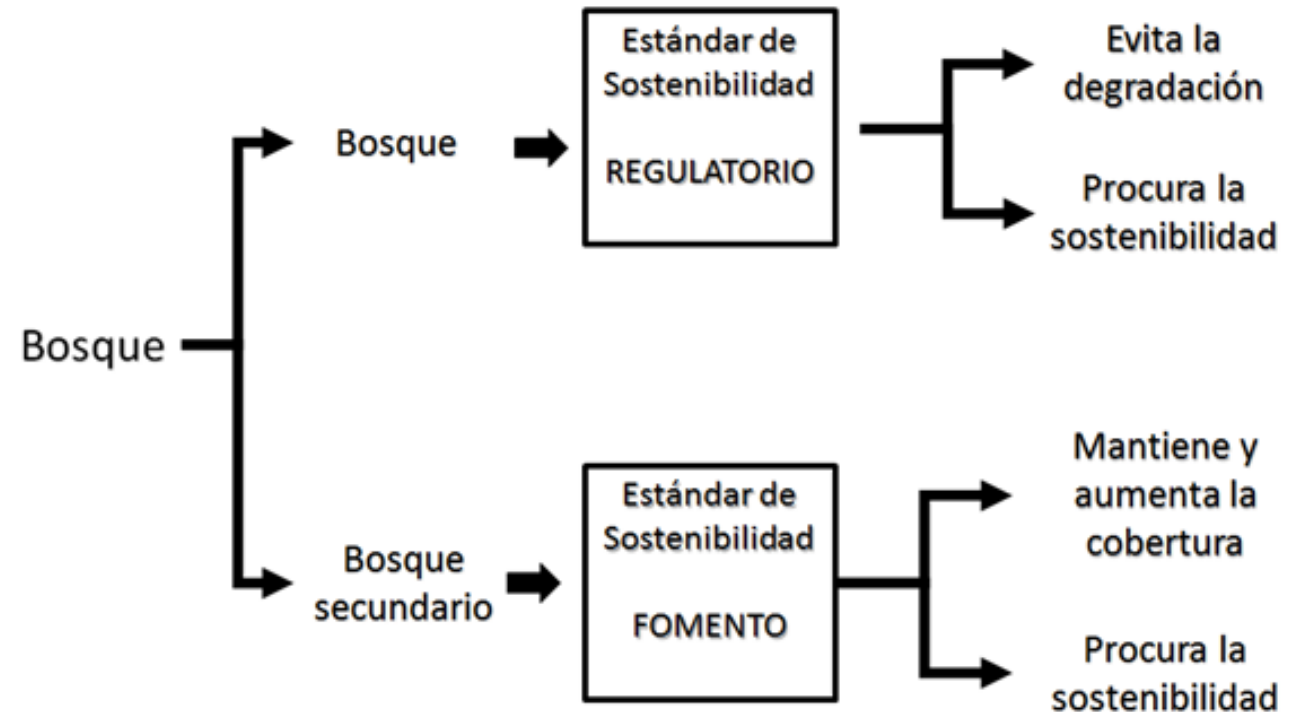 Bosque
Bosque
Estándar de
Sostenibilidad
REGULATORIO
Evita la
degradación
Procura la
sostenibilidad
Bosque
secundario
Estándar de
Sostenibilidad
FOMENTO
Mantiene y
aumenta la
cobertura
Procura la
sostenibilidad